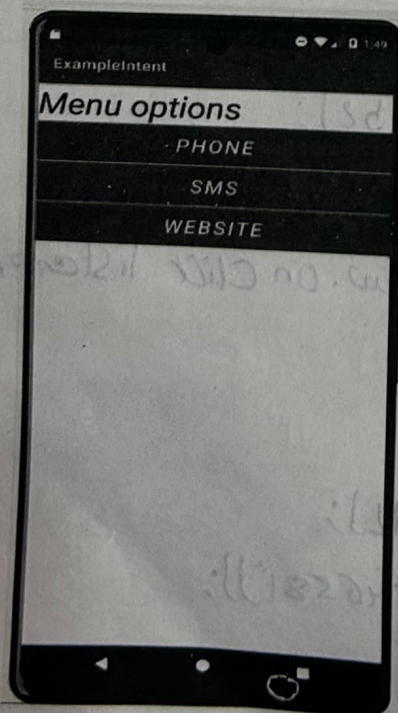 1:49
ExampleIntent
Menu options
PHONE
SMS
WEBSITE